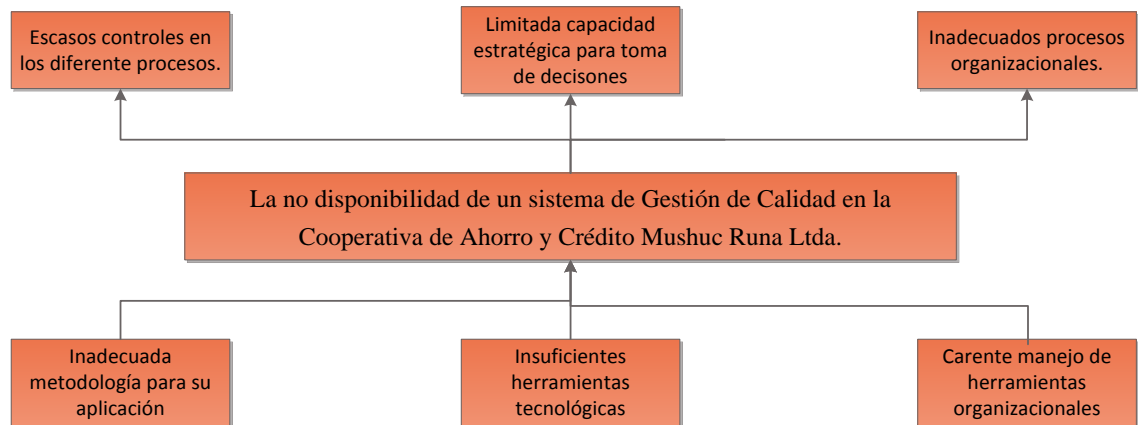 Escasos controles en
los diferente procesos.
Limitada capacidad
estratégica para toma
de decisones
Inadecuados procesos
organizacionales.
La no disponibilidad de un sistema de Gestión de Calidad en la
Cooperativa de Ahorro y Crédito Mushuc Runa Ltda.
Inadecuada
metodología para su
aplicación
Insuficientes
herramientas
tecnológicas
Carente manejo de
herramientas
organizacionales